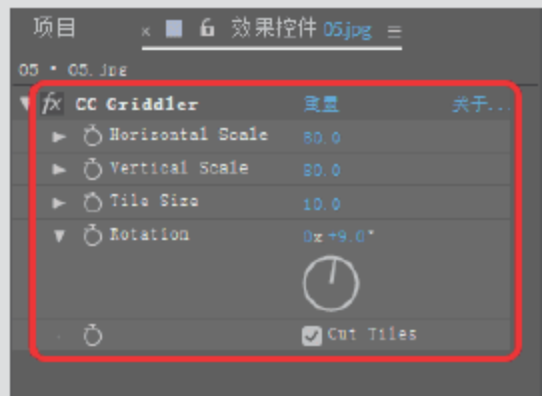 项目 × 效果控件 05.jpg ≡
05 • 05.jpg
fx CC Griddler 重置 关于...
Horizontal Scale 80.0
Vertical Scale 80.0
Tile Size 10.0
Rotation 0x +9.0°
Cut Tiles